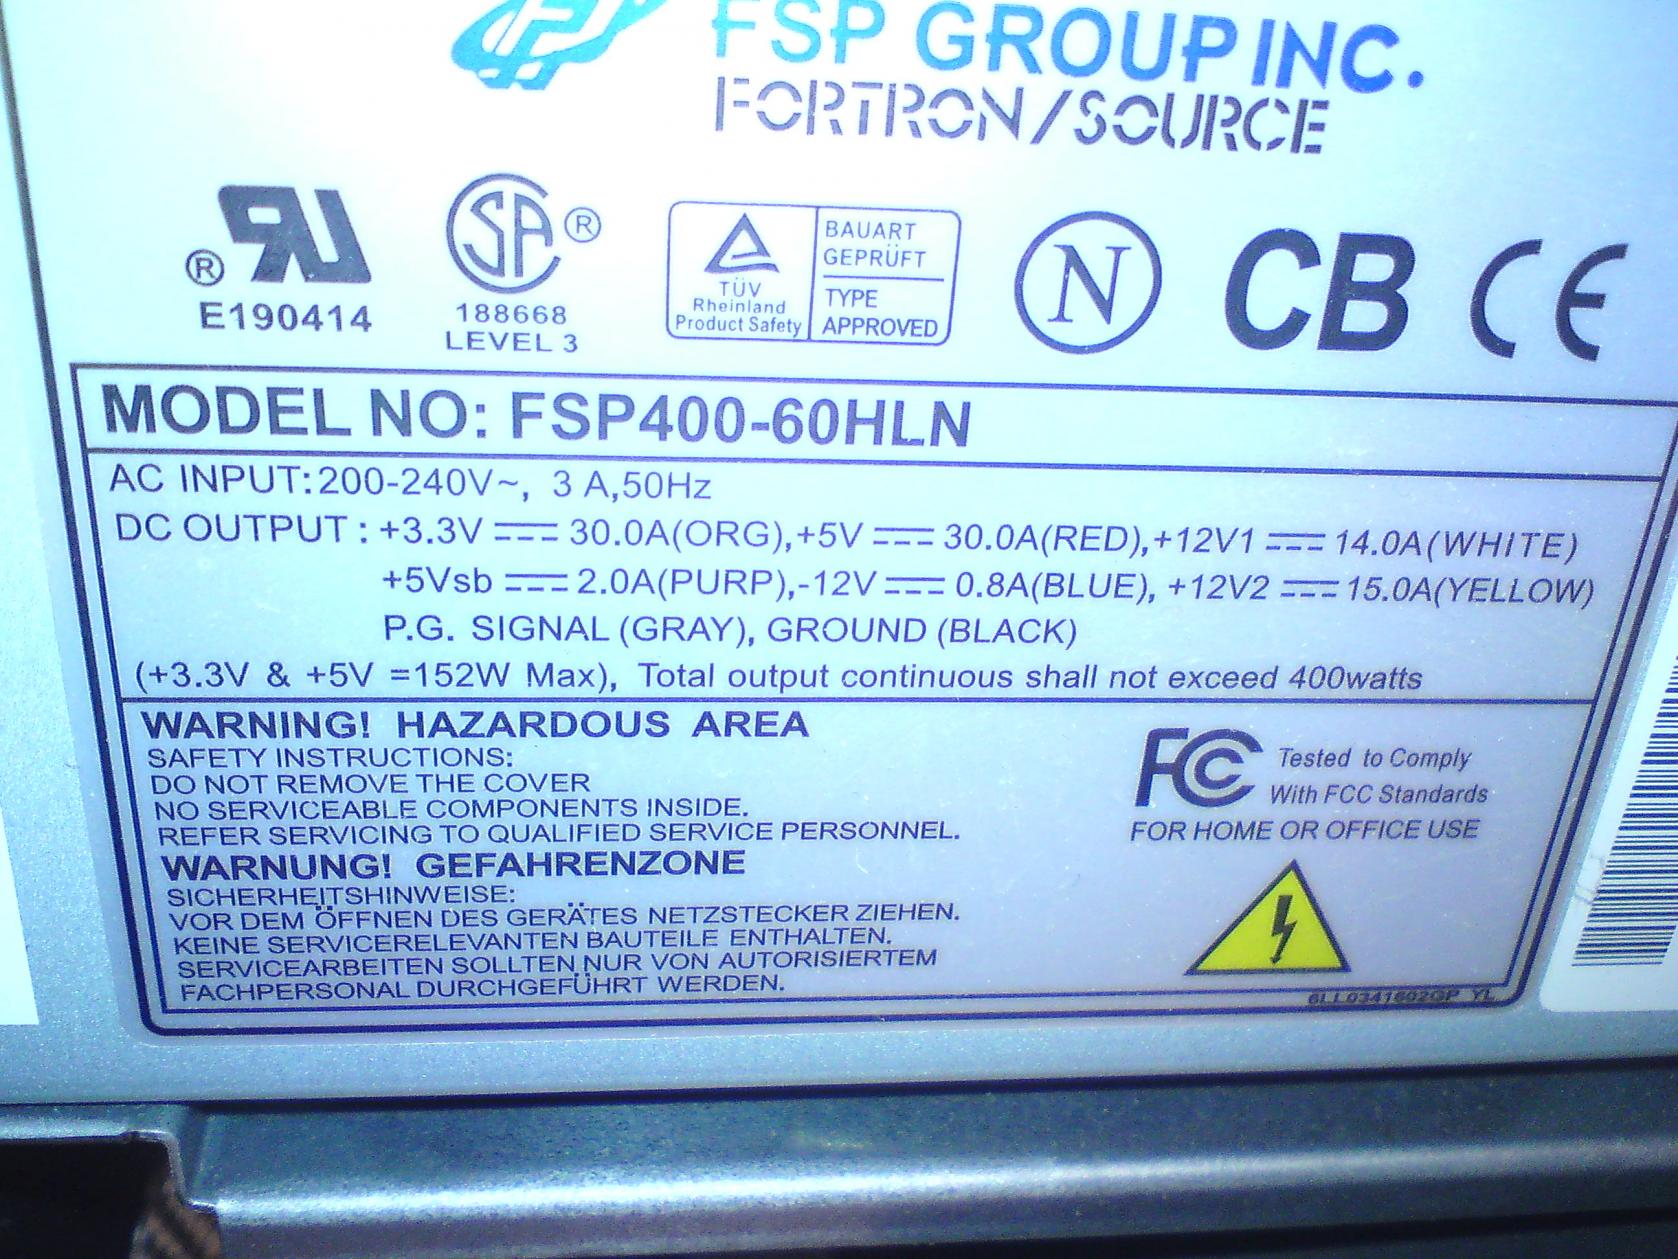 FSP GROUP INC.
FORTRON/SOURCE
® RU
E190414
SA ®
188668
LEVEL 3
TÜV
Rheinland
Product Safety
BAUART
GEPRÜFT
TYPE
APPROVED
N
CB
CE
MODEL NO: FSP400-60HLN
AC INPUT:200-240V~, 3 A,50Hz
DC OUTPUT : +3.3V ⎓ 30.0A(ORG),+5V ⎓ 30.0A(RED),+12V1 ⎓ 14.0A(WHITE)
+5Vsb ⎓ 2.0A(PURP),-12V ⎓ 0.8A(BLUE), +12V2 ⎓ 15.0A(YELLOW)
P.G. SIGNAL (GRAY), GROUND (BLACK)
(+3.3V & +5V =152W Max), Total output continuous shall not exceed 400watts
WARNING! HAZARDOUS AREA
SAFETY INSTRUCTIONS:
DO NOT REMOVE THE COVER
NO SERVICEABLE COMPONENTS INSIDE.
REFER SERVICING TO QUALIFIED SERVICE PERSONNEL.
WARNUNG! GEFAHRENZONE
SICHERHEITSHINWEISE:
VOR DEM ÖFFNEN DES GERÄTES NETZSTECKER ZIEHEN.
KEINE SERVICERELEVANTEN BAUTEILE ENTHALTEN.
SERVICEARBEITEN SOLLTEN NUR VON AUTORISIERTEM
FACHPERSONAL DURCHGEFÜHRT WERDEN.
FC Tested to Comply
With FCC Standards
FOR HOME OR OFFICE USE
6LL0341602GP YL